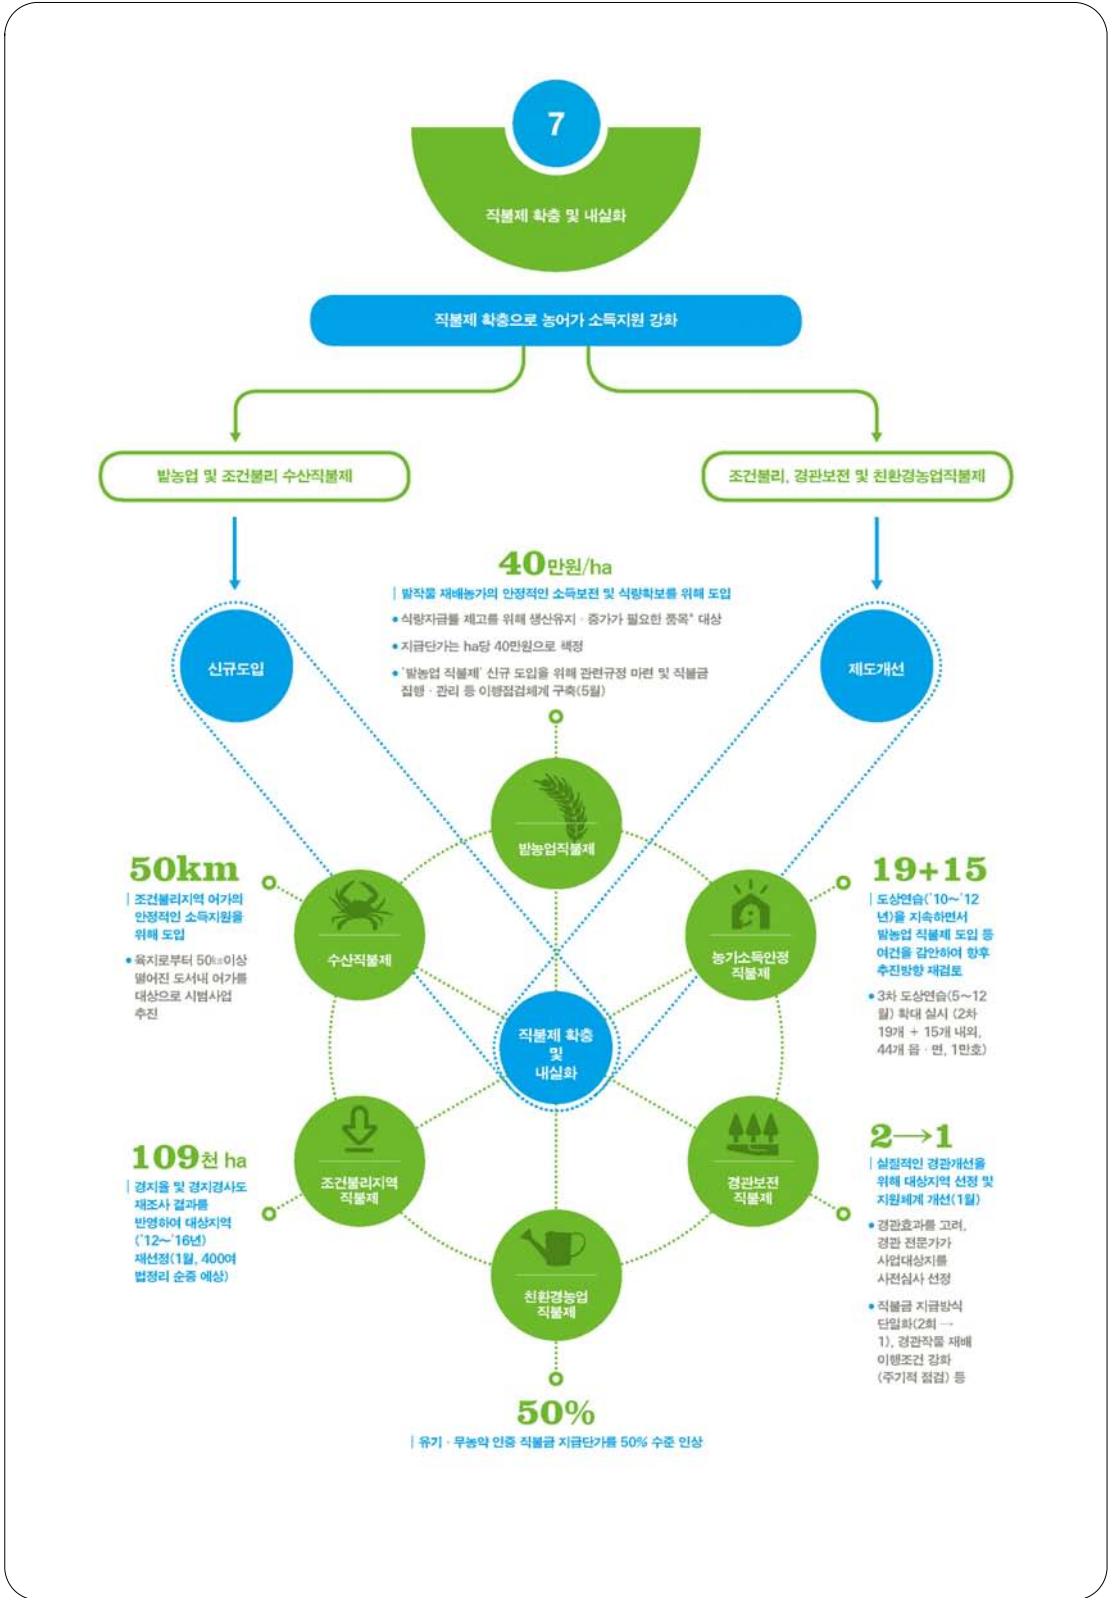 7
직불제 확충 및 내실화
직불제 확충으로 농어가 소득지원 강화
밭농업 및 조건불리 수산직불제
조건불리, 경관보전 및 친환경농업직불제
신규도입
제도개선
40만원/ha
밭작물 재배농가의 안정적인 소득보전 및 식량확보를 위해 도입
• 식량자급률 제고를 위해 생산유지 · 증가가 필요한 품목* 대상
• 지급단가는 ha당 40만원으로 책정
• '밭농업 직불제' 신규 도입을 위해 관련규정 마련 및 직불금
집행 · 관리 등 이행점검체계 구축(5월)
밭농업직불제
50km
조건불리지역 어가의
안정적인 소득지원을
위해 도입
• 육지로부터 50㎞이상
떨어진 도서내 어가를
대상으로 시범사업
추진
수산직불제
농가소득안정
직불제
19+15
도상연습('10~'12
년)을 지속하면서
밭농업 직불제 도입 등
여건을 감안하여 향후
추진방향 재검토
• 3차 도상연습(5~12
월) 확대 실시 (2차
19개 + 15개 내외,
44개 읍 · 면, 1만호)
직불제 확충
및
내실화
109천 ha
경지율 및 경지경사도
재조사 결과를
반영하여 대상지역
('12~'16년)
재선정(1월, 400여
법정리 순증 예상)
조건불리지역
직불제
경관보전
직불제
2→1
실질적인 경관개선을
위해 대상지역 선정 및
지원체계 개선(1월)
• 경관효과를 고려,
경관 전문가가
사업대상지를
사전심사 선정
• 직불금 지급방식
단일화(2회 →
1), 경관작물 재배
이행조건 강화
(주기적 점검) 등
친환경농업
직불제
50%
유기 · 무농약 인증 직불금 지급단가를 50% 수준 인상